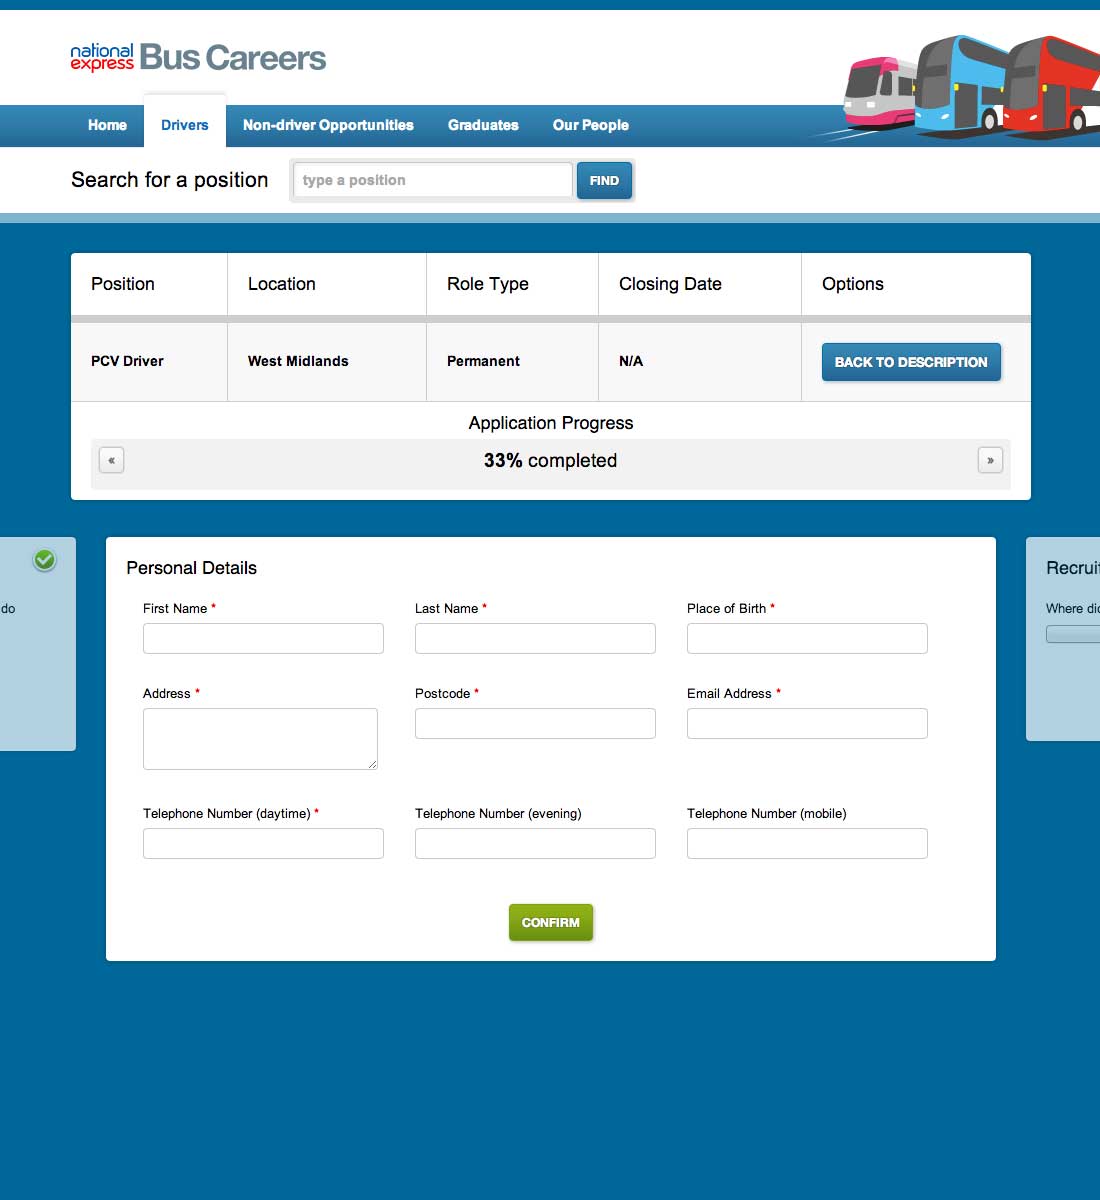 national
express Bus Careers
Home Drivers Non-driver Opportunities Graduates Our People
Search for a position type a position FIND
Position Location Role Type Closing Date Options
PCV Driver West Midlands Permanent N/A BACK TO DESCRIPTION
Application Progress
« 33% completed »
Personal Details
First Name * Last Name * Place of Birth *
Address * Postcode * Email Address *
Telephone Number (daytime) * Telephone Number (evening) Telephone Number (mobile)
CONFIRM
do
Recruit
Where did